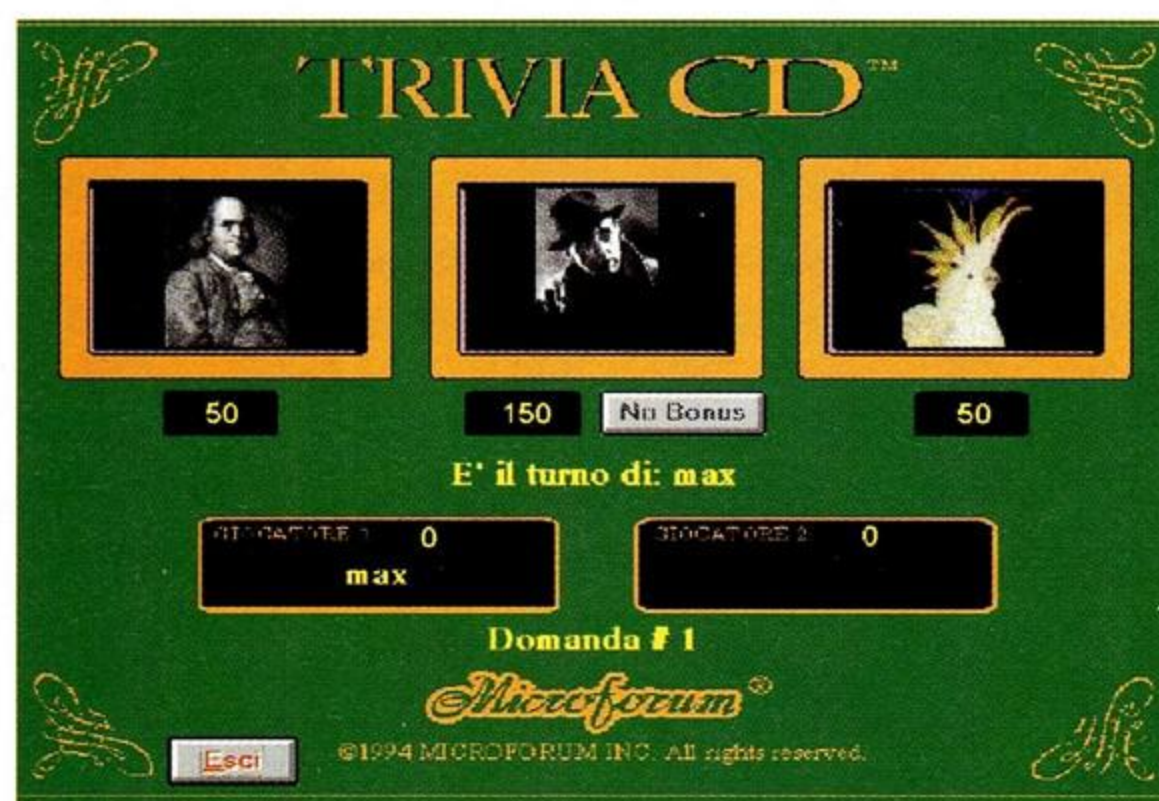 TRIVIA CD™
50
150
No Bonus
50
E' il turno di: max
GIOCATORE 1: 0
max
GIOCATORE 2: 0
Domanda # 1
Microforum®
Esci
©1994 MICROFORUM INC. All rights reserved.